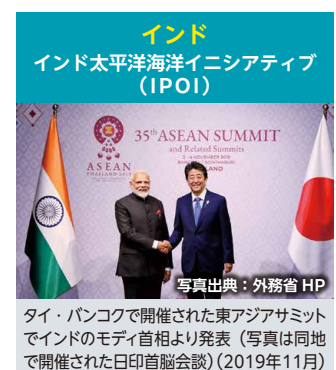 インド
インド太平洋海洋イニシアティブ
（IPOI）
35th ASEAN SUMMIT
and Related Summits
ASEAN
THAILAND 2019
写真出典：外務省 HP
タイ・バンコクで開催された東アジアサミット
でインドのモディ首相より発表（写真は同地
で開催された日印首脳会談）（2019年11月）